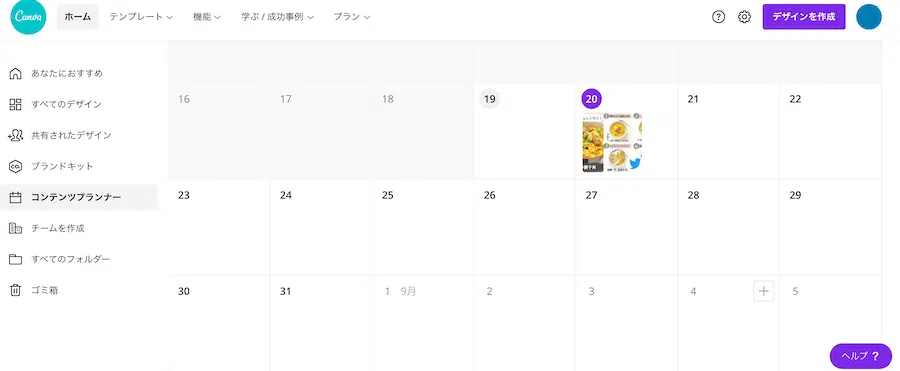 Canva ホーム テンプレート 機能 学ぶ / 成功事例 プラン デザインを作成
あなたにおすすめ
すべてのデザイン
共有されたデザイン
ブランドキット
コンテンツプランナー
チームを作成
すべてのフォルダー
ゴミ箱
16 17 18 19 20 21 22
23 24 25 26 27 28 29
30 31 1 9月 2 3 4 5
ヘルプ ?